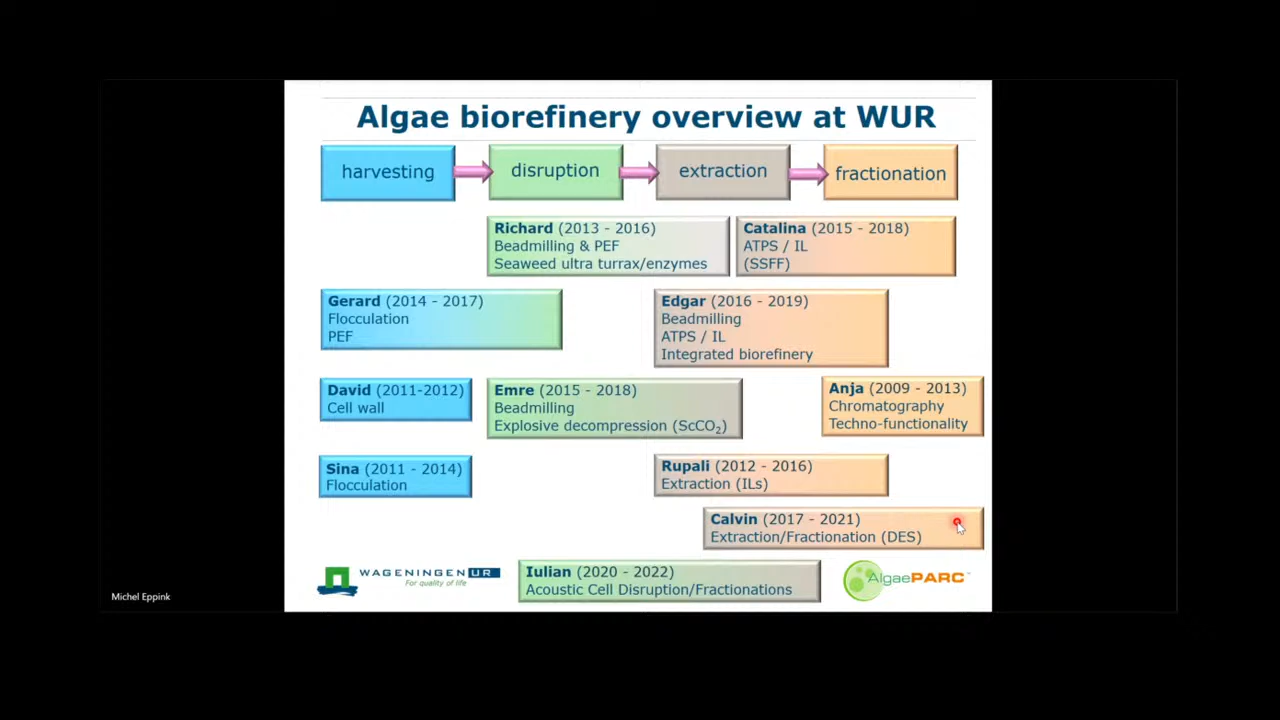 Algae biorefinery overview at WUR
harvesting
disruption
extraction
fractionation
Richard (2013 - 2016)
Beadmilling & PEF
Seaweed ultra turrax/enzymes
Catalina (2015 - 2018)
ATPS / IL
(SSFF)
Gerard (2014 - 2017)
Flocculation
PEF
Edgar (2016 - 2019)
Beadmilling
ATPS / IL
Integrated biorefinery
David (2011-2012)
Cell wall
Emre (2015 - 2018)
Beadmilling
Explosive decompression (ScCO₂)
Anja (2009 - 2013)
Chromatography
Techno-functionality
Sina (2011 - 2014)
Flocculation
Rupali (2012 - 2016)
Extraction (ILs)
Calvin (2017 - 2021)
Extraction/Fractionation (DES)
Iulian (2020 - 2022)
Acoustic Cell Disruption/Fractionations
WAGENINGEN UR
For quality of life
AlgaePARC™
Michel Eppink